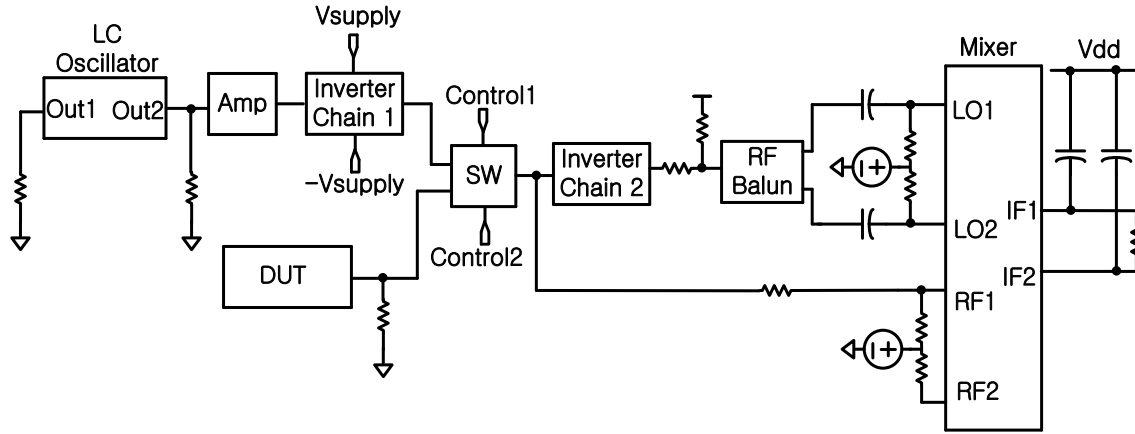 Vsupply
LC
Oscillator
Out1
Out2
Amp
Inverter
Chain 1
-Vsupply
Control1
SW
Control2
DUT
Inverter
Chain 2
RF
Balun
Mixer
LO1
LO2
IF1
IF2
RF1
RF2
Vdd